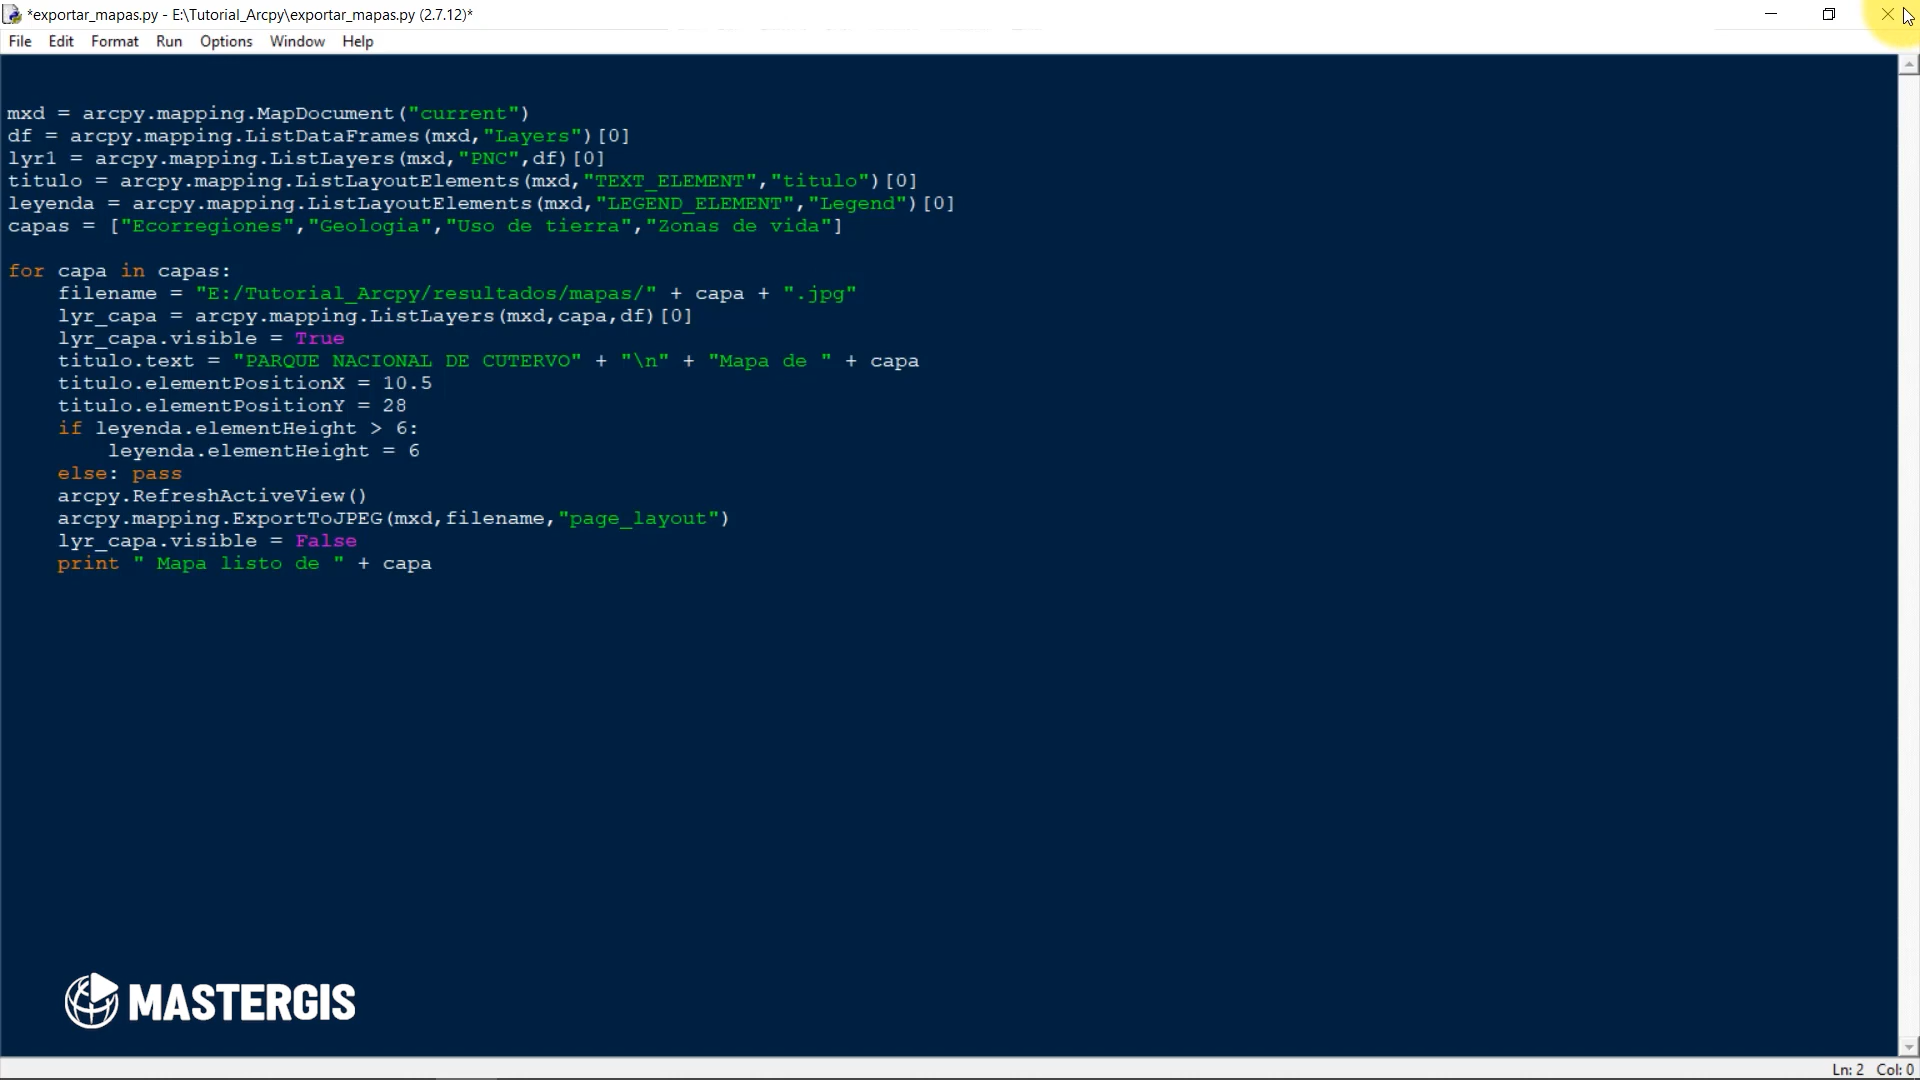 *exportar_mapas.py - E:\Tutorial_Arcpy\exportar_mapas.py (2.7.12)*
File Edit Format Run Options Window Help
mxd = arcpy.mapping.MapDocument("current")
df = arcpy.mapping.ListDataFrames(mxd,"Layers")[0]
lyr1 = arcpy.mapping.ListLayers(mxd,"PNC",df)[0]
titulo = arcpy.mapping.ListLayoutElements(mxd,"TEXT_ELEMENT","titulo")[0]
leyenda = arcpy.mapping.ListLayoutElements(mxd,"LEGEND_ELEMENT","Legend")[0]
capas = ["Ecorregiones","Geologia","Uso de tierra","Zonas de vida"]
for capa in capas:
    filename = "E:/Tutorial_Arcpy/resultados/mapas/" + capa + ".jpg"
    lyr_capa = arcpy.mapping.ListLayers(mxd,capa,df)[0]
    lyr_capa.visible = True
    titulo.text = "PARQUE NACIONAL DE CUTERVO" + "\n" + "Mapa de " + capa
    titulo.elementPositionX = 10.5
    titulo.elementPositionY = 28
    if leyenda.elementHeight > 6:
        leyenda.elementHeight = 6
    else: pass
    arcpy.RefreshActiveView()
    arcpy.mapping.ExportToJPEG(mxd,filename,"page_layout")
    lyr_capa.visible = False
    print " Mapa listo de " + capa
MASTERGIS
Ln: 2 Col: 0